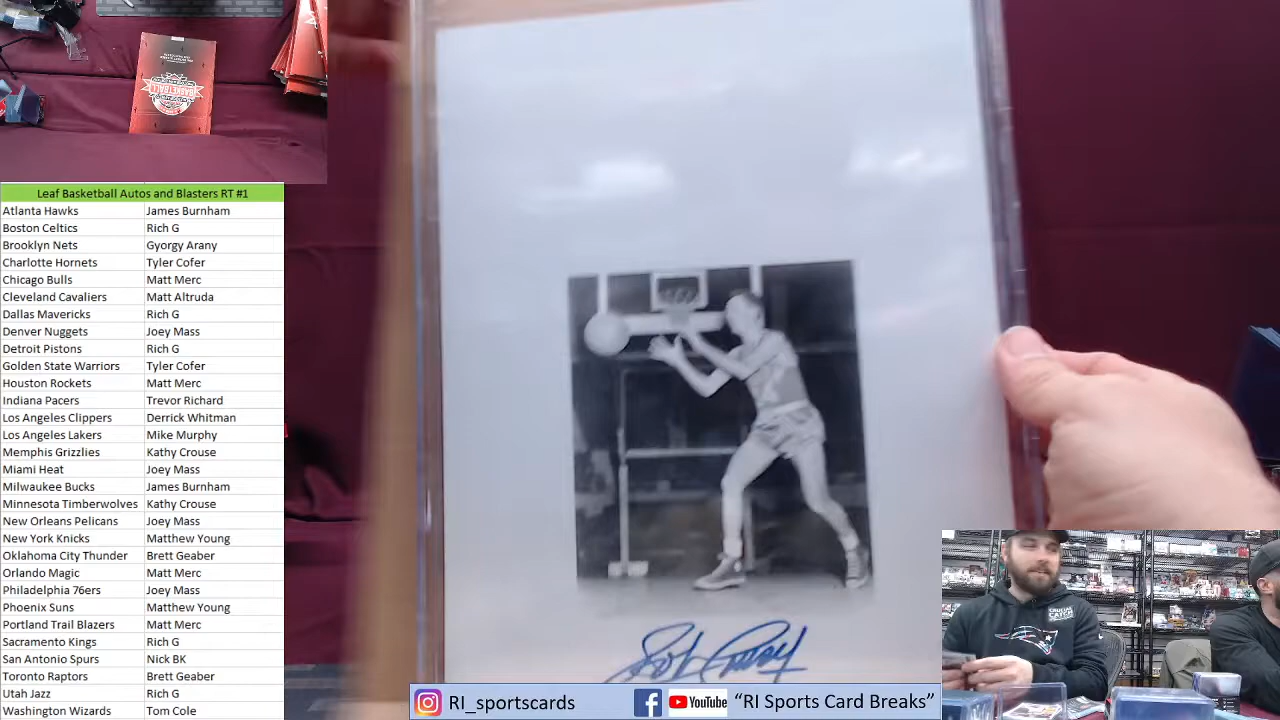 BASKETBALL
Leaf Basketball Autos and Blasters RT #1
Atlanta Hawks James Burnham
Boston Celtics Rich G
Brooklyn Nets Gyorgy Arany
Charlotte Hornets Tyler Cofer
Chicago Bulls Matt Merc
Cleveland Cavaliers Matt Altruda
Dallas Mavericks Rich G
Denver Nuggets Joey Mass
Detroit Pistons Rich G
Golden State Warriors Tyler Cofer
Houston Rockets Matt Merc
Indiana Pacers Trevor Richard
Los Angeles Clippers Derrick Whitman
Los Angeles Lakers Mike Murphy
Memphis Grizzlies Kathy Crouse
Miami Heat Joey Mass
Milwaukee Bucks James Burnham
Minnesota Timberwolves Kathy Crouse
New Orleans Pelicans Joey Mass
New York Knicks Matthew Young
Oklahoma City Thunder Brett Geaber
Orlando Magic Matt Merc
Philadelphia 76ers Joey Mass
Phoenix Suns Matthew Young
Portland Trail Blazers Matt Merc
Sacramento Kings Rich G
San Antonio Spurs Nick BK
Toronto Raptors Brett Geaber
Utah Jazz Rich G
Washington Wizards Tom Cole
Bob Cousy
RI_sportscards YouTube "RI Sports Card Breaks"